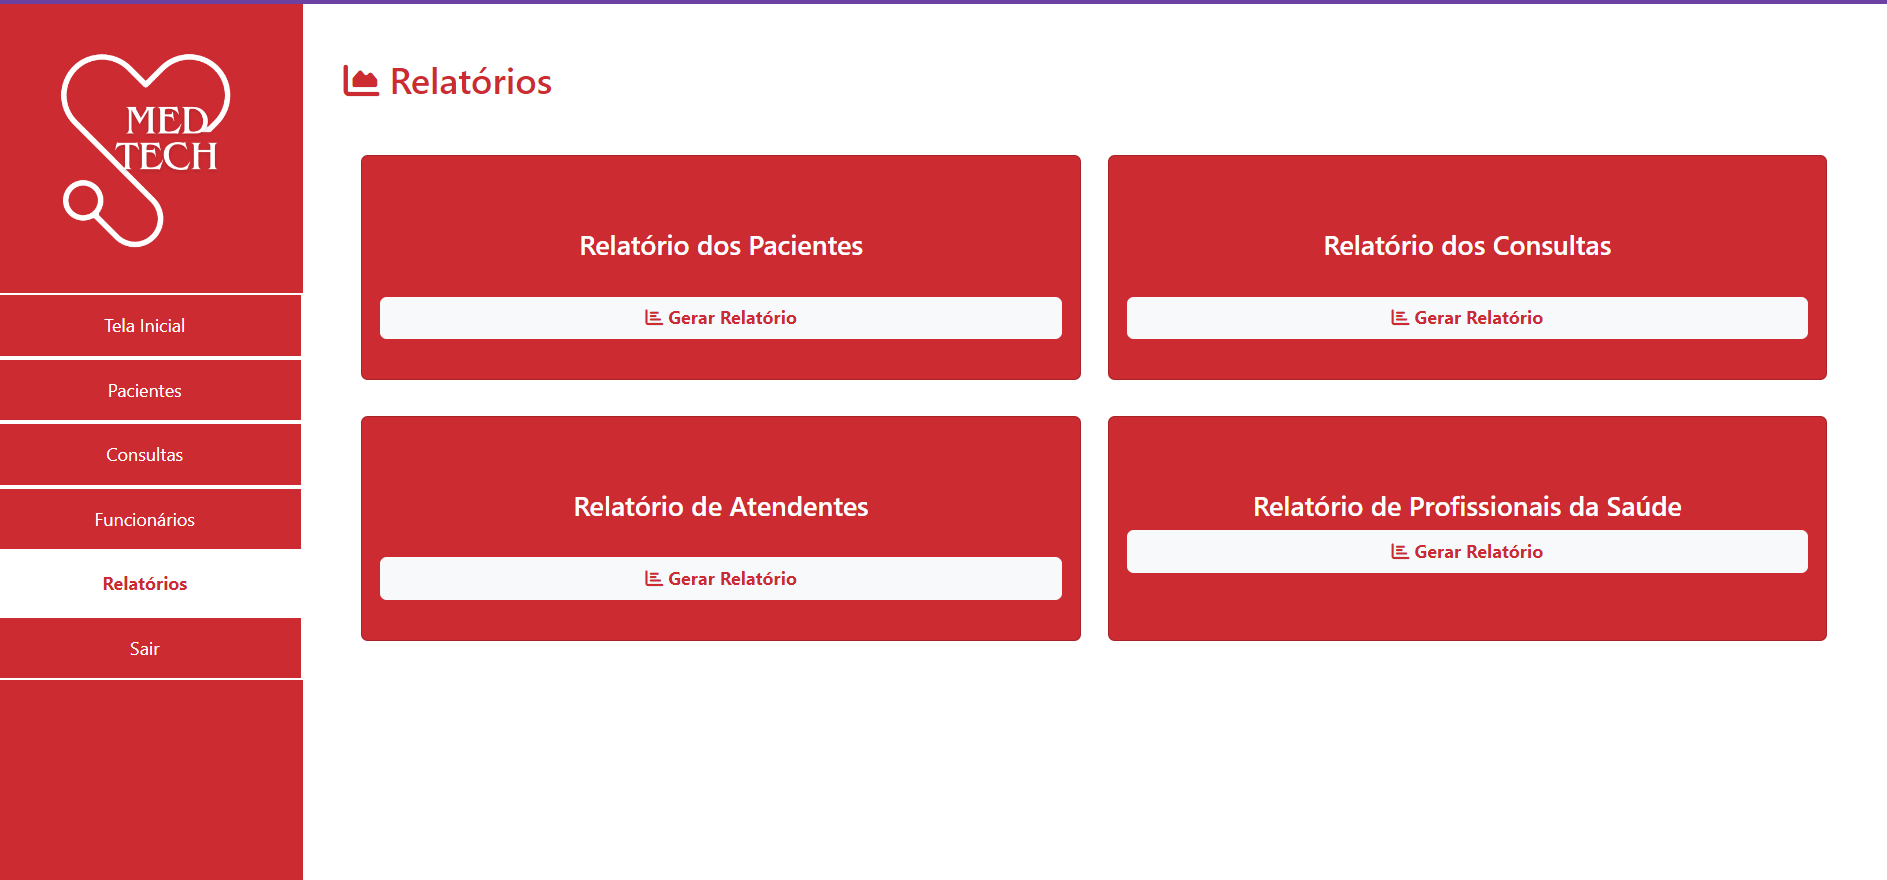 MED
TECH
Tela Inicial
Pacientes
Consultas
Funcionários
Relatórios
Sair
Relatórios
Relatório dos Pacientes
Gerar Relatório
Relatório dos Consultas
Gerar Relatório
Relatório de Atendentes
Gerar Relatório
Relatório de Profissionais da Saúde
Gerar Relatório